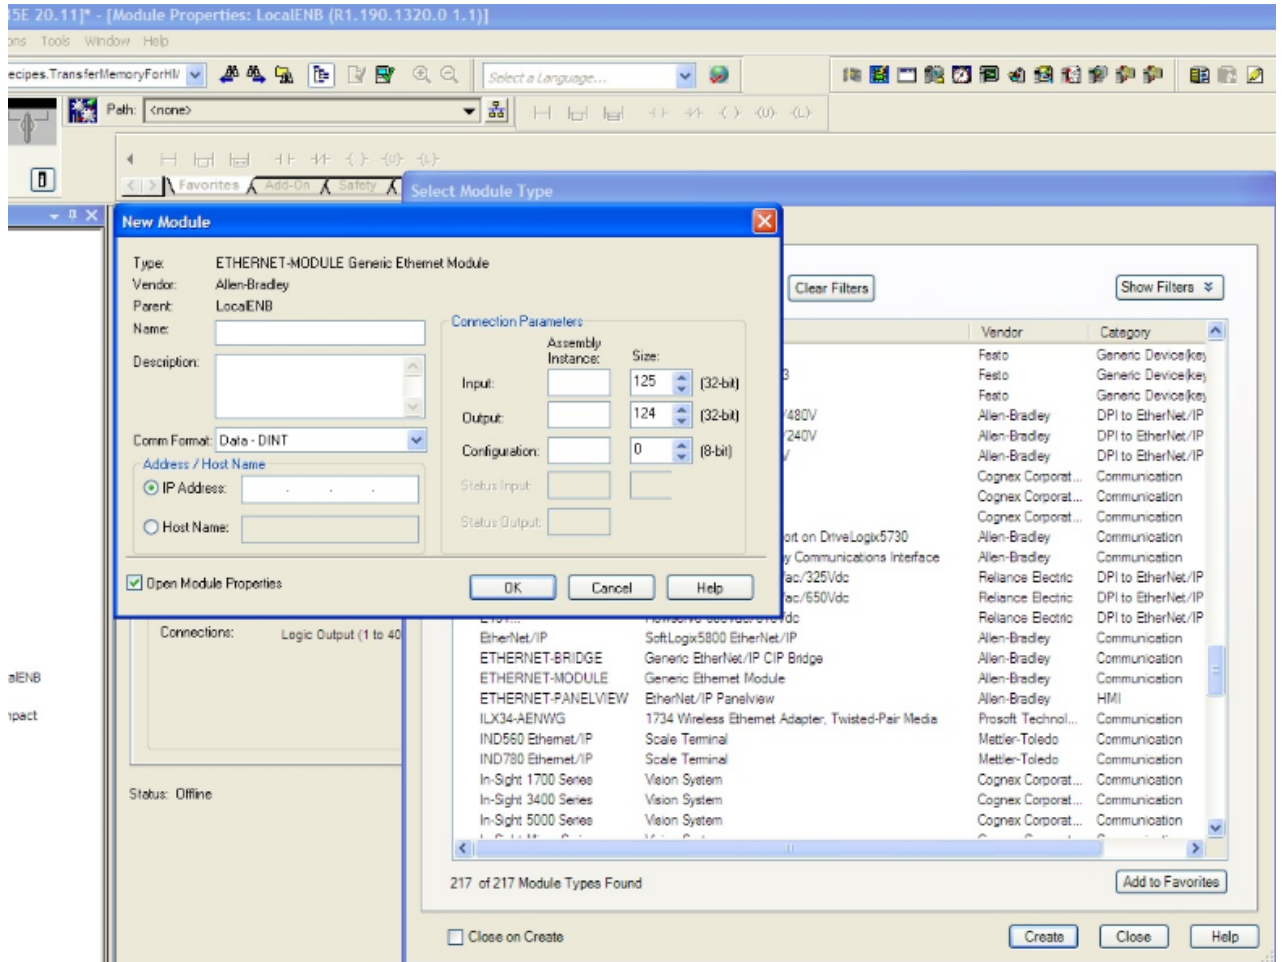 35E 20.11]* - [Module Properties: LocalENB (R1.190.1320.0 1.1)]
ons Tools Window Help
ecipes.TransferMemoryForHM
Select a Language...
Path: <none>
Favorites Add-On Safety
Select Module Type
New Module
Type: ETHERNET-MODULE Generic Ethernet Module
Vendor: Allen-Bradley
Parent: LocalENB
Name:
Description:
Comm Format: Data - DINT
Address / Host Name
IP Address: . . .
Host Name:
Connection Parameters
Assembly Instance: Size:
Input: 125 (32-bit)
Output: 124 (32-bit)
Configuration: 0 (8-bit)
Status Input:
Status Output:
Open Module Properties
OK Cancel Help
Clear Filters Show Filters
Vendor Category
Festo Generic Device(key
3 Festo Generic Device(key
Festo Generic Device(key
/480V Allen-Bradley DPI to EtherNet/IP
/240V Allen-Bradley DPI to EtherNet/IP
V Allen-Bradley DPI to EtherNet/IP
Cognex Corporat... Communication
Cognex Corporat... Communication
Cognex Corporat... Communication
ort on DriveLogix5730 Allen-Bradley Communication
y Communications Interface Allen-Bradley Communication
ac/325Vdc Reliance Electric DPI to EtherNet/IP
ac/650Vdc Reliance Electric DPI to EtherNet/IP
Reliance Electric DPI to EtherNet/IP
EtherNet/IP SoftLogix5800 EtherNet/IP Allen-Bradley Communication
ETHERNET-BRIDGE Generic EtherNet/IP CIP Bridge Allen-Bradley Communication
ETHERNET-MODULE Generic Ethernet Module Allen-Bradley Communication
ETHERNET-PANELVIEW EtherNet/IP Panelview Allen-Bradley HMI
ILX34-AENWG 1734 Wireless Ethernet Adapter, Twisted-Pair Media Prosoft Technol... Communication
IND560 Ethernet/IP Scale Terminal Mettler-Toledo Communication
IND780 Ethernet/IP Scale Terminal Mettler-Toledo Communication
In-Sight 1700 Series Vision System Cognex Corporat... Communication
In-Sight 3400 Series Vision System Cognex Corporat... Communication
In-Sight 5000 Series Vision System Cognex Corporat... Communication
217 of 217 Module Types Found Add to Favorites
Close on Create Create Close Help
Connections: Logic Output (1 to 40
Status: Offline
alENB
mpact